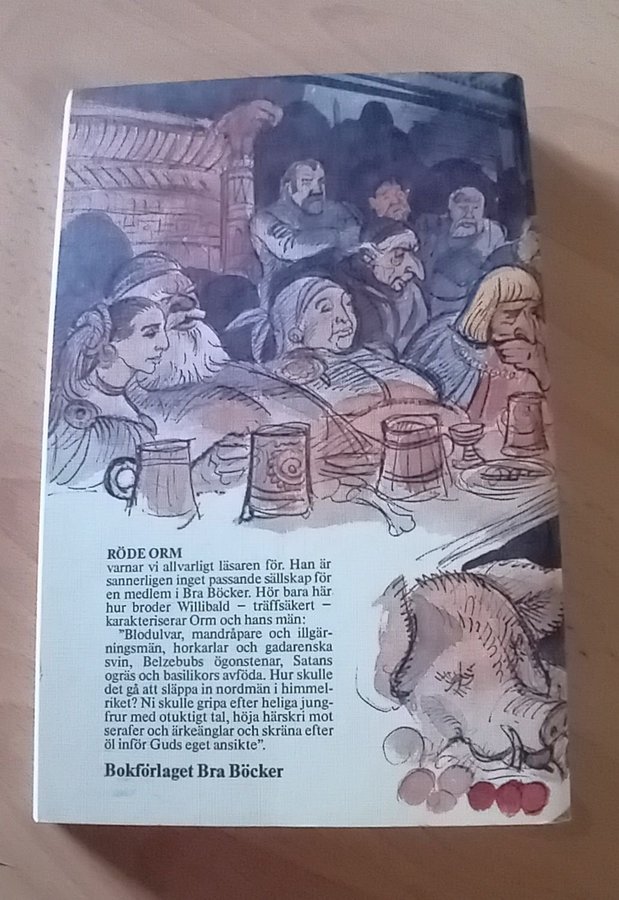 RÖDE ORM
varnar vi allvarligt läsaren för. Han är
sannerligen inget passande sällskap för
en medlem i Bra Böcker. Hör bara här
hur broder Willibald – träffsäkert –
karakteriserar Orm och hans män:
"Blodulvar, mandråpare och illgär-
ningsmän, horkarlar och gadarenska
svin, Belzebubs ögonstenar, Satans
ogräs och basilikors avföda. Hur skulle
det gå att släppa in nordmän i himmel-
riket? Ni skulle gripa efter heliga jung-
frur med otuktigt tal, höja härskri mot
serafer och ärkeänglar och skräna efter
öl inför Guds eget ansikte".
Bokförlaget Bra Böcker